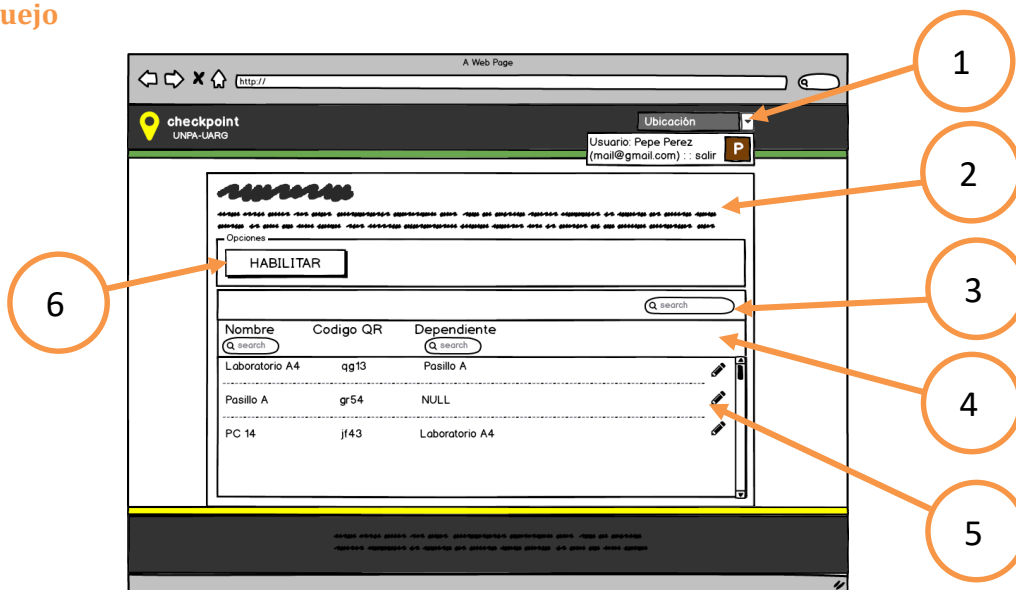 uejo
A Web Page
http://
checkpoint
UNPA-UARG
Ubicación
Usuario: Pepe Perez
(mail@gmail.com) : : salir
P
Opciones
HABILITAR
search
Nombre Codigo QR Dependiente
search search
Laboratorio A4 qg13 Pasillo A
Pasillo A gr54 NULL
PC 14 jf43 Laboratorio A4
1
2
3
4
5
6